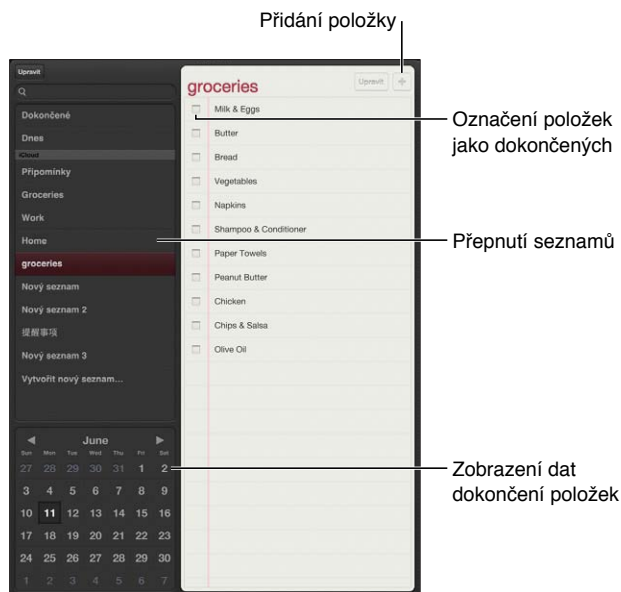 Přidání položky
Upravit
Dokončené
Dnes
iCloud
Připomínky
Groceries
Work
Home
groceries
Nový seznam
Nový seznam 2
提醒事项
Nový seznam 3
Vytvořit nový seznam...
June
Sun Mon Tue Wed Thu Fri Sat
27 28 29 30 31 1 2
3 4 5 6 7 8 9
10 11 12 13 14 15 16
17 18 19 20 21 22 23
24 25 26 27 28 29 30
1 2 3 4 5 6 7
groceries
Upravit
Milk & Eggs
Butter
Bread
Vegetables
Napkins
Shampoo & Conditioner
Paper Towels
Peanut Butter
Chicken
Chips & Salsa
Olive Oil
Označení položek
jako dokončených
Přepnutí seznamů
Zobrazení dat
dokončení položek